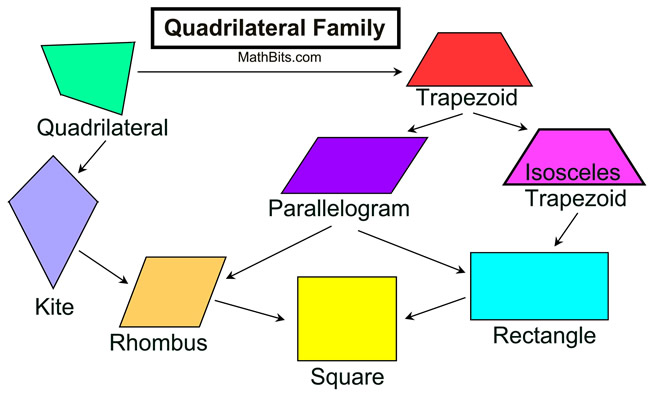 Quadrilateral Family
MathBits.com
Trapezoid
Quadrilateral
Isosceles
Trapezoid
Parallelogram
Kite
Rhombus
Rectangle
Square